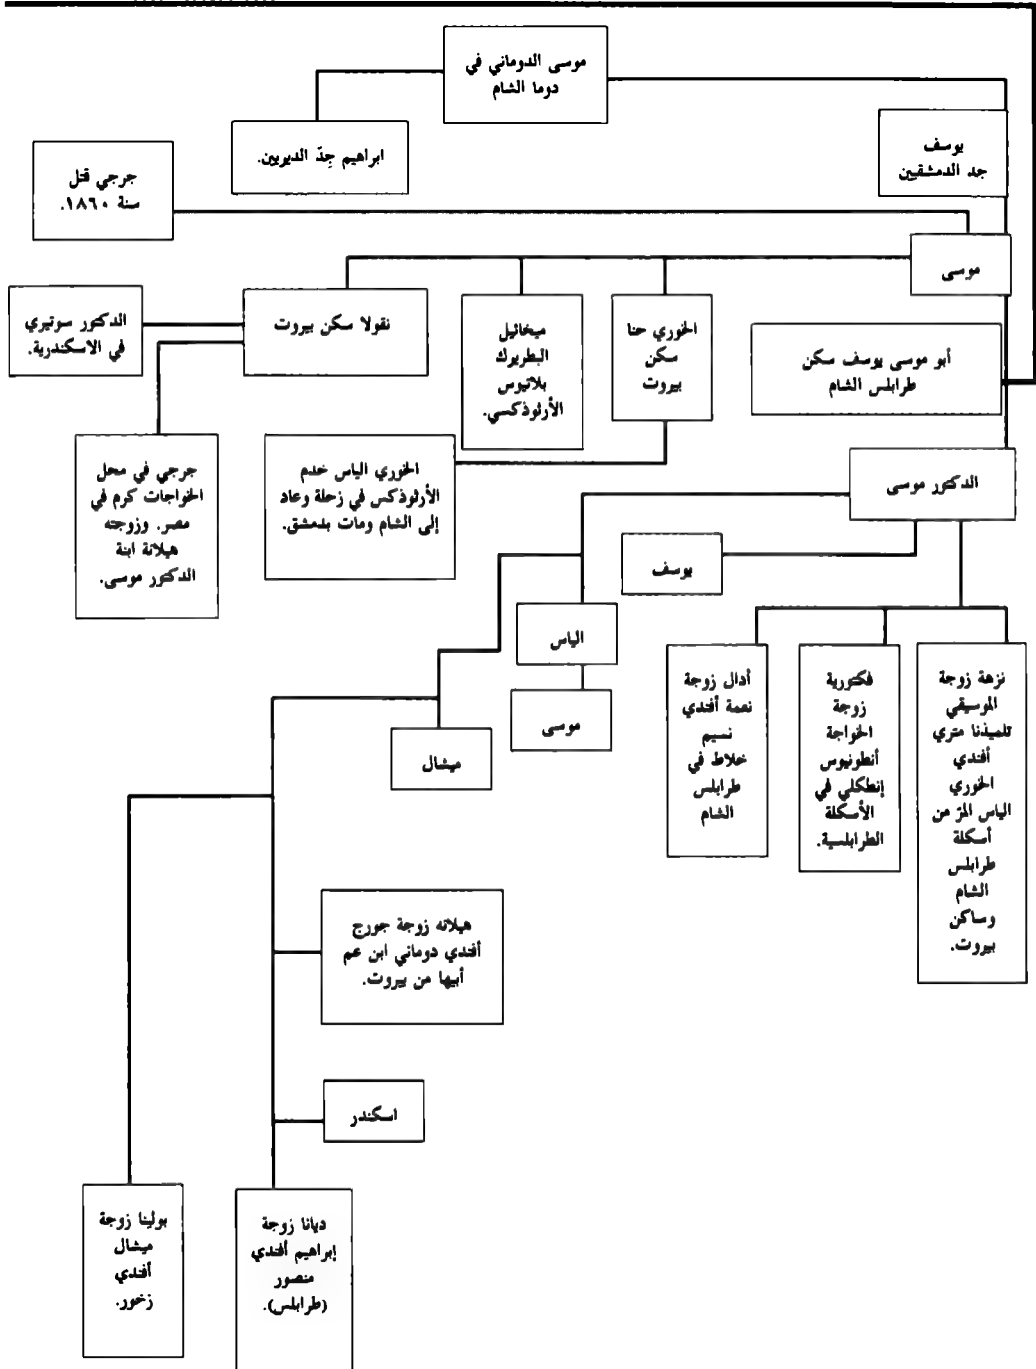 موسى الدوماني في
دوما الشام
يوسف
جد الدمشقيين
ابراهيم جِدّ الديريين.
جرجي قتل
سنة ١٨٦٠.
موسى
الخوري حنا
سكن
بيروت
ميخائيل
البطريرك
بلاتيوس
الأرثوذكسي.
نقولا سكن بيروت
الدكتور سوتيري
في الاسكندرية.
أبو موسى يوسف سكن
طرابلس الشام
الخوري الياس خدم
الأرثوذكس في زحلة وعاد
إلى الشام ومات بدمشق.
جرجي في محل
الخواجات كرم في
مصر. وزوجته
هيلانة ابنة
الدكتور موسى.
الدكتور موسى
يوسف
الياس
موسى
ميشال
نزهة زوجة
الموسيقي
تلميذنا متري
أفندي
الخوري
الياس المر من
أسكلة
طرابلس
الشام
وساكن
بيروت.
فكتورية
زوجة
الخواجة
أنطونيوس
إنطكلي في
الأسكلة
الطرابلسية.
أدال زوجة
نعمة أفندي
نسيم
خلاط في
طرابلس
الشام
هيلانه زوجة جورج
أفندي دوماني ابن عم
أبيها من بيروت.
اسكندر
ديانا زوجة
إبراهيم أفندي
منصور
(طرابلس).
بولينا زوجة
ميشال
أفندي
زخور.